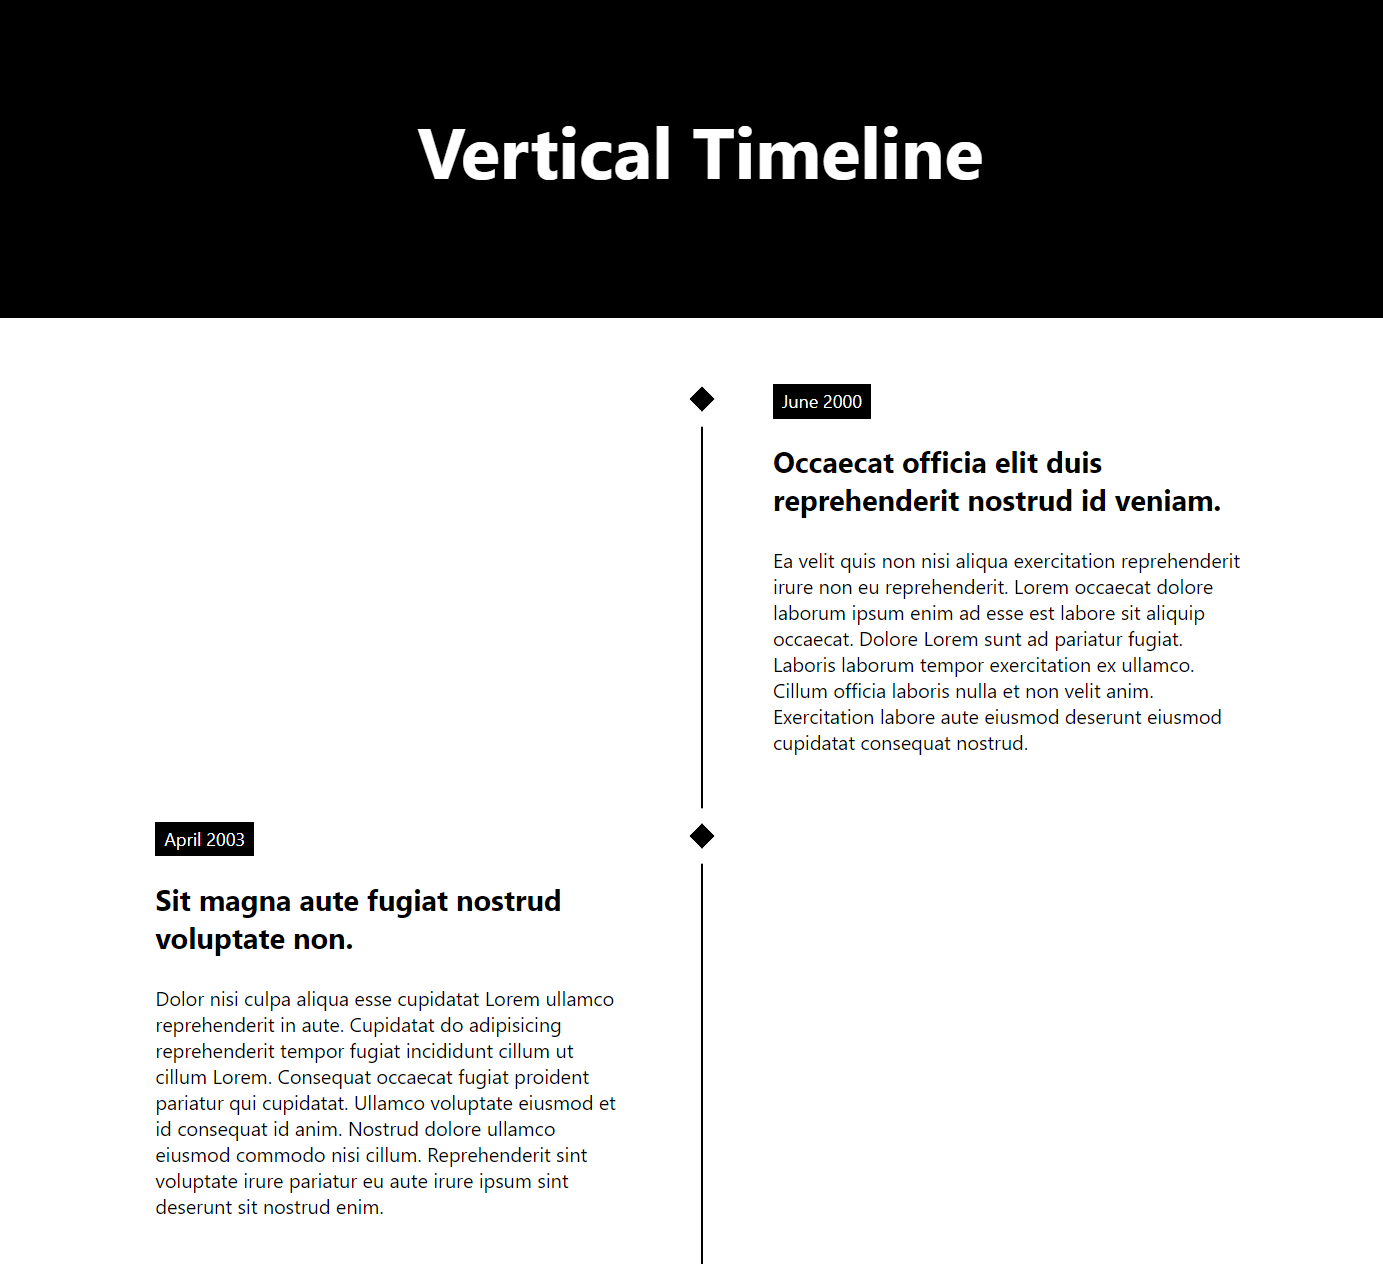 Vertical Timeline
June 2000
Occaecat officia elit duis
reprehenderit nostrud id veniam.
Ea velit quis non nisi aliqua exercitation reprehenderit
irure non eu reprehenderit. Lorem occaecat dolore
laborum ipsum enim ad esse est labore sit aliquip
occaecat. Dolore Lorem sunt ad pariatur fugiat.
Laboris laborum tempor exercitation ex ullamco.
Cillum officia laboris nulla et non velit anim.
Exercitation labore aute eiusmod deserunt eiusmod
cupidatat consequat nostrud.
April 2003
Sit magna aute fugiat nostrud
voluptate non.
Dolor nisi culpa aliqua esse cupidatat Lorem ullamco
reprehenderit in aute. Cupidatat do adipisicing
reprehenderit tempor fugiat incididunt cillum ut
cillum Lorem. Consequat occaecat fugiat proident
pariatur qui cupidatat. Ullamco voluptate eiusmod et
id consequat id anim. Nostrud dolore ullamco
eiusmod commodo nisi cillum. Reprehenderit sint
voluptate irure pariatur eu aute irure ipsum sint
deserunt sit nostrud enim.